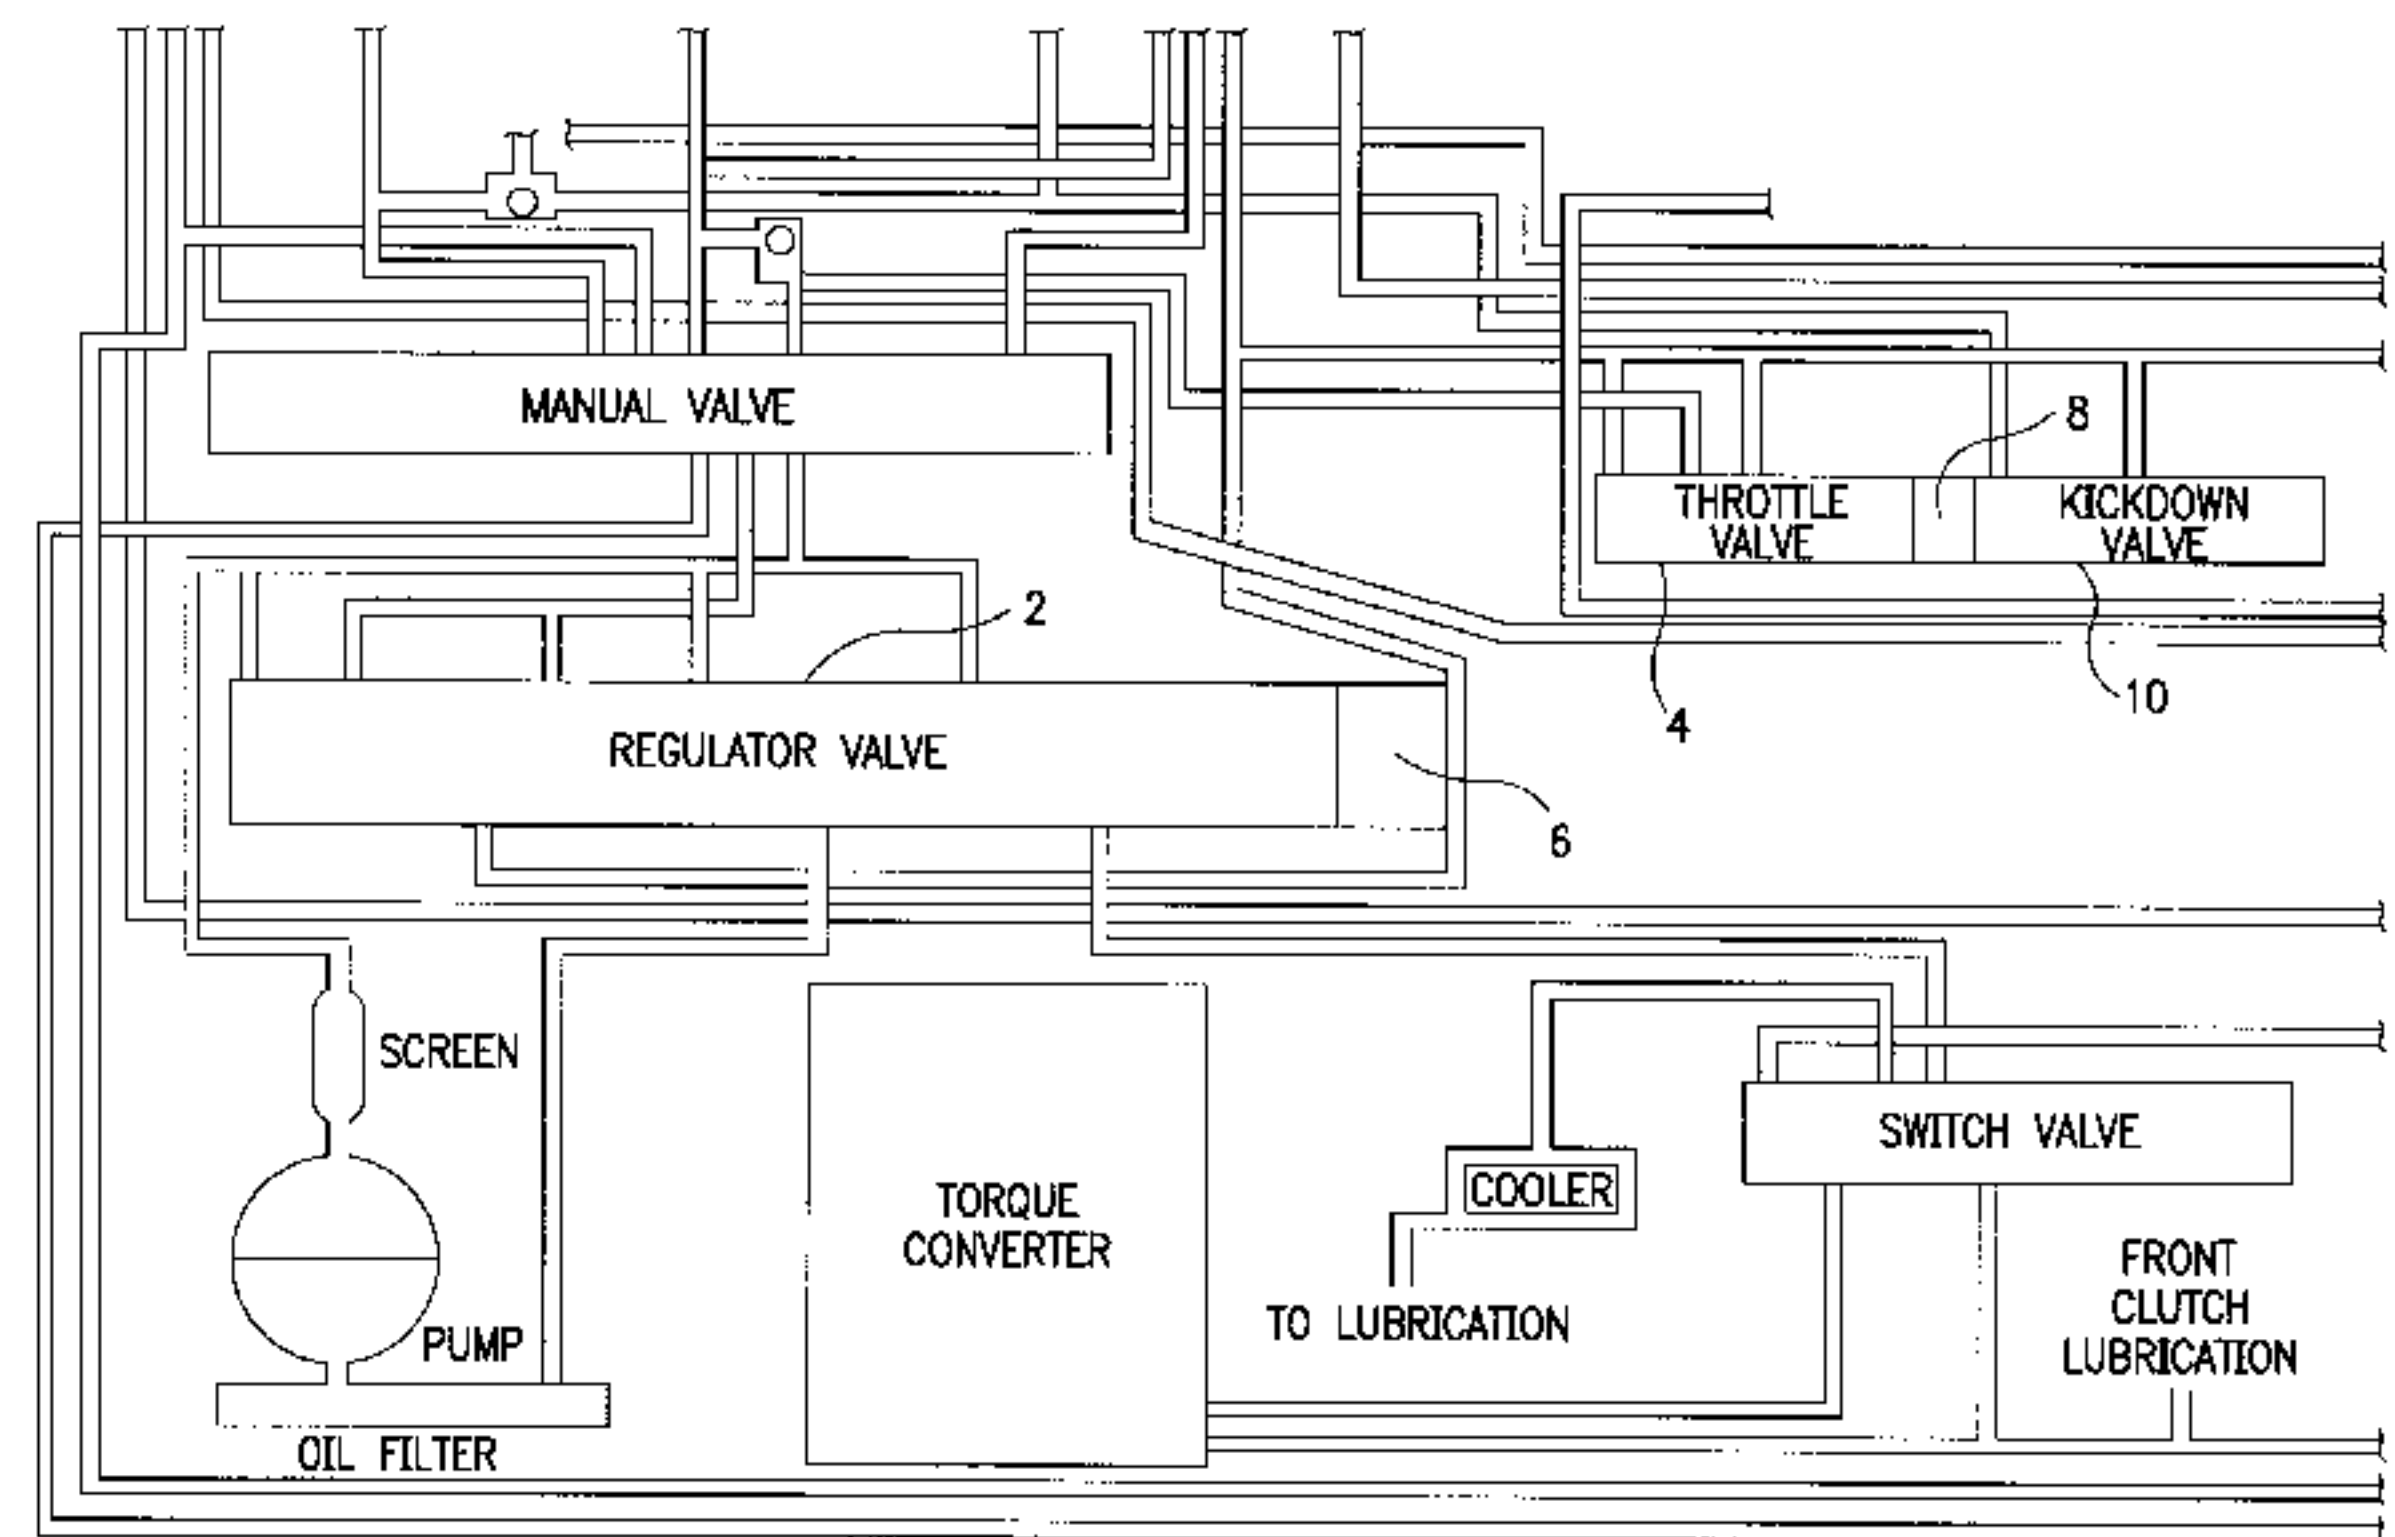 MANUAL VALVE
8
THROTTLE
VALVE
KICKDOWN
VALVE
2
10
4
REGULATOR VALVE
6
SCREEN
SWITCH VALVE
COOLER
TORQUE
CONVERTER
FRONT
CLUTCH
LUBRICATION
TO LUBRICATION
PUMP
OIL FILTER